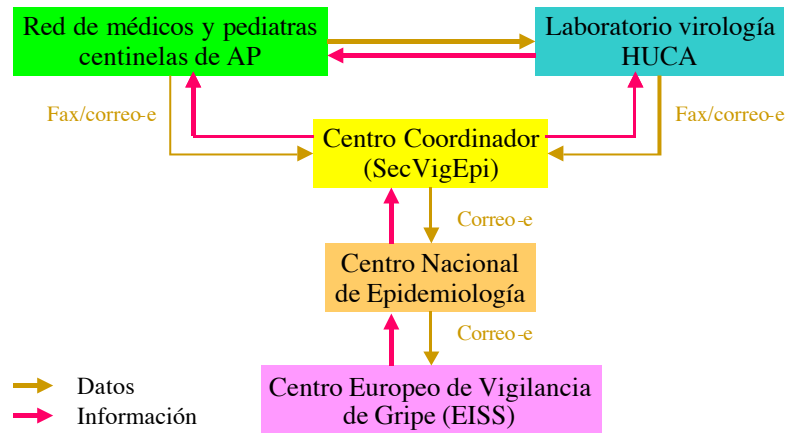 Red de médicos y pediatras
centinelas de AP
Laboratorio virología
HUCA
Fax/correo-e
Fax/correo-e
Centro Coordinador
(SecVigEpi)
Correo-e
Centro Nacional
de Epidemiología
Correo-e
Centro Europeo de Vigilancia
de Gripe (EISS)
Datos
Información